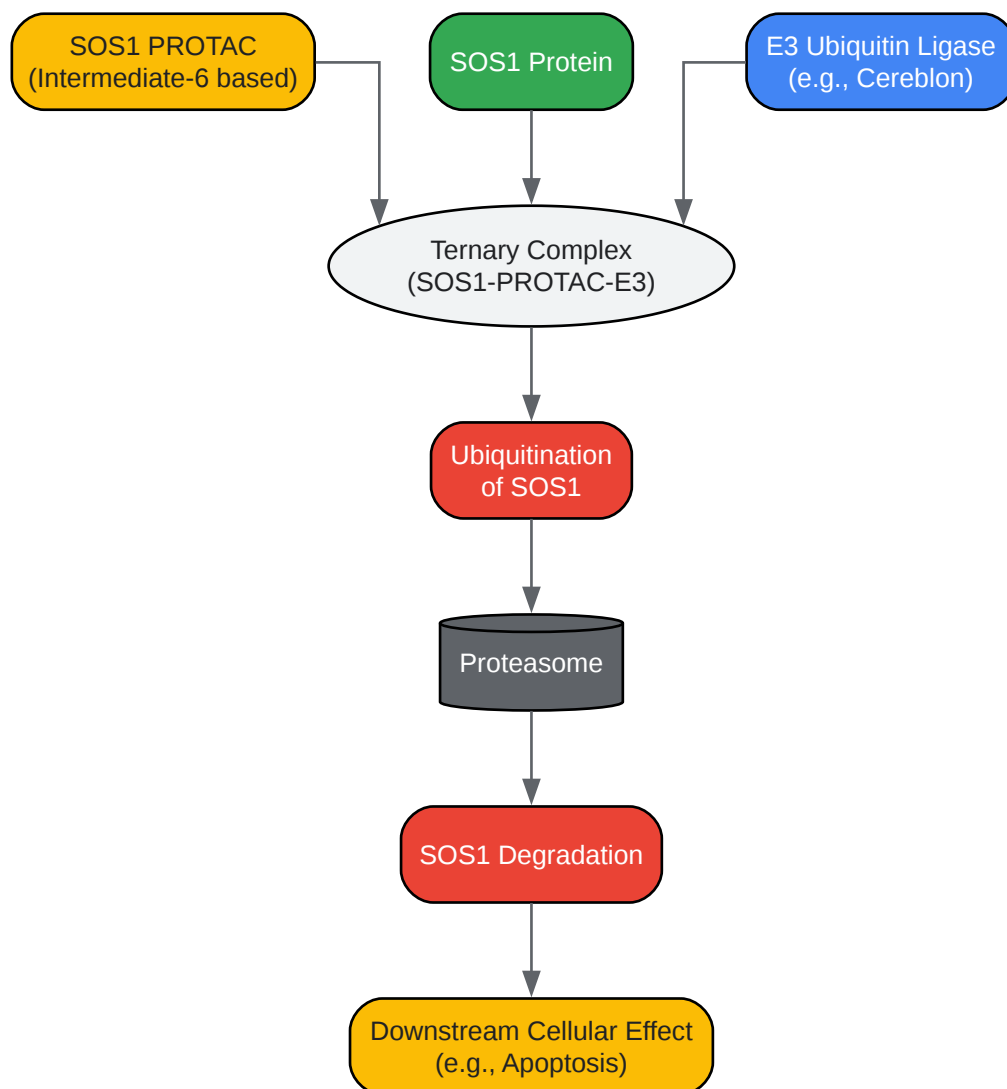 SOS1 PROTAC
(Intermediate-6 based)
SOS1 Protein
E3 Ubiquitin Ligase
(e.g., Cereblon)
Ternary Complex
(SOS1-PROTAC-E3)
Ubiquitination
of SOS1
Proteasome
SOS1 Degradation
Downstream Cellular Effect
(e.g., Apoptosis)